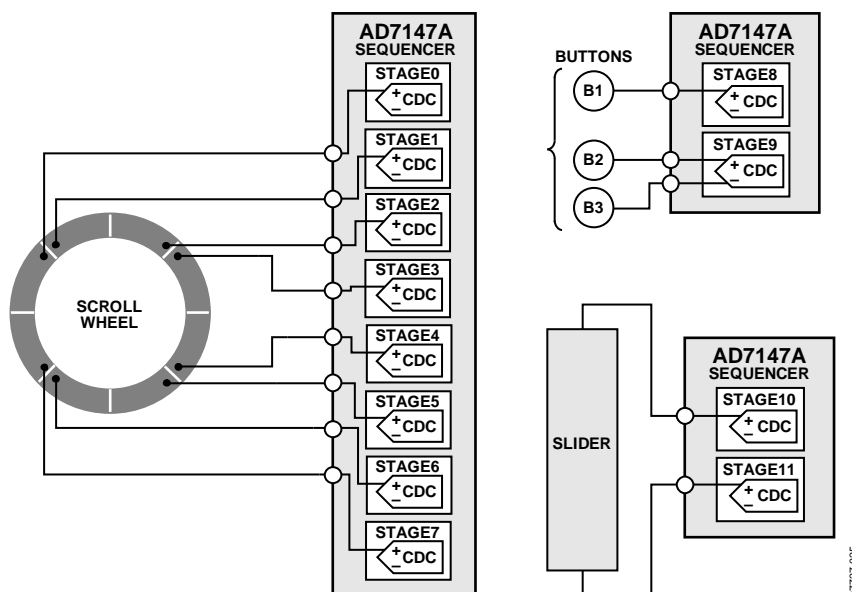 AD7147A
SEQUENCER
STAGE0
+
–
CDC
STAGE1
+
–
CDC
STAGE2
+
–
CDC
STAGE3
+
–
CDC
STAGE4
+
–
CDC
STAGE5
+
–
CDC
STAGE6
+
–
CDC
STAGE7
+
–
CDC
SCROLL
WHEEL
BUTTONS
B1
B2
B3
AD7147A
SEQUENCER
STAGE8
+
–
CDC
STAGE9
+
–
CDC
SLIDER
AD7147A
SEQUENCER
STAGE10
+
–
CDC
STAGE11
+
–
CDC